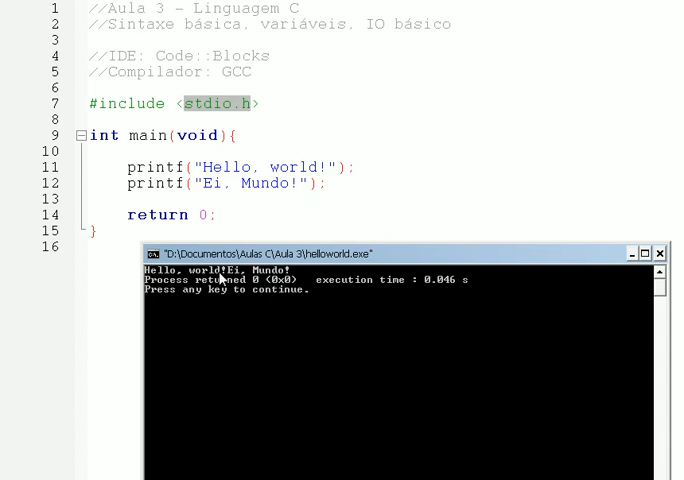 1 //Aula 3 - Linguagem C
2 //Sintaxe básica, variáveis, IO básico
3
4 //IDE: Code::Blocks
5 //Compilador: GCC
6
7 #include <stdio.h>
8
9 int main(void){
10
11 printf("Hello, world!");
12 printf("Ei, Mundo!");
13
14 return 0;
15 }
16
"D:\Documentos\Aulas C\Aula 3\helloworld.exe"
Hello, world!Ei, Mundo!
Process returned 0 (0x0) execution time : 0.046 s
Press any key to continue.